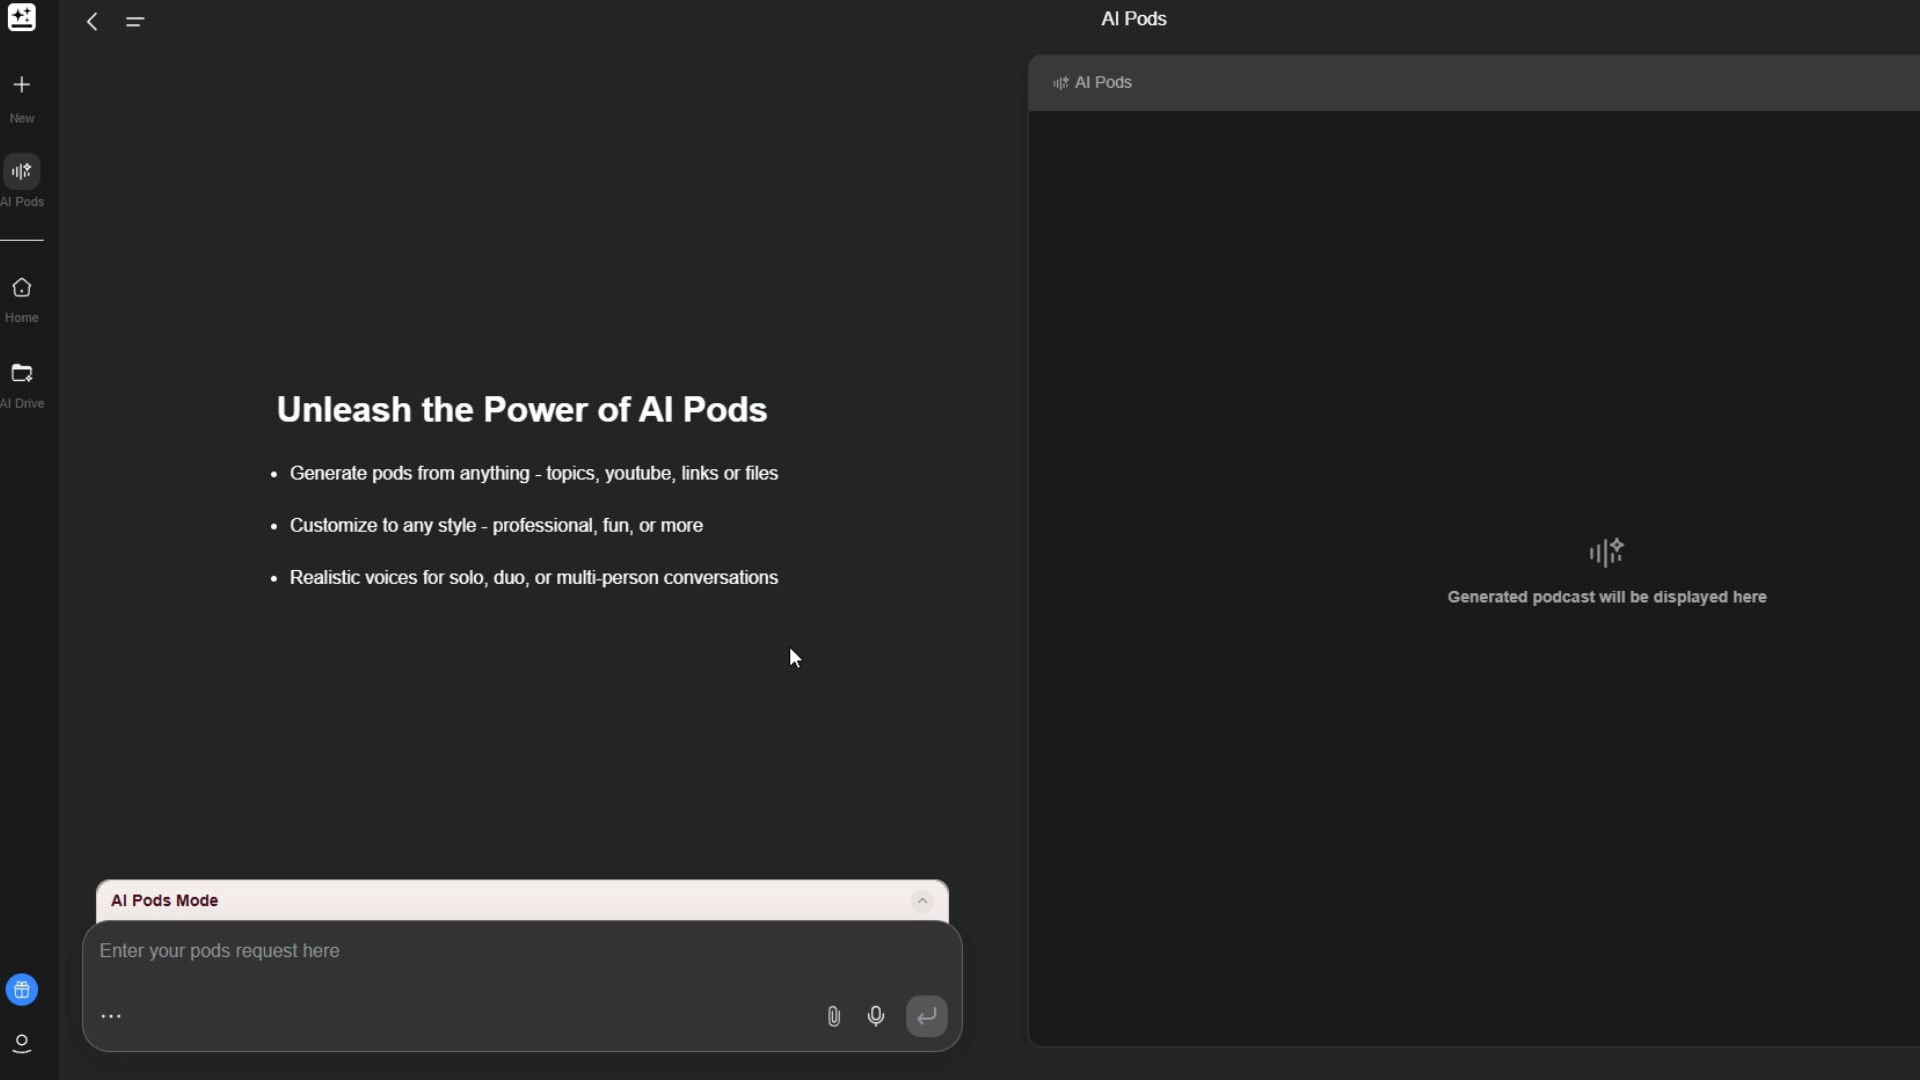 AI Pods
New
AI Pods
Home
AI Drive
Unleash the Power of AI Pods
• Generate pods from anything - topics, youtube, links or files
• Customize to any style - professional, fun, or more
• Realistic voices for solo, duo, or multi-person conversations
AI Pods Mode
Enter your pods request here
AI Pods
Generated podcast will be displayed here